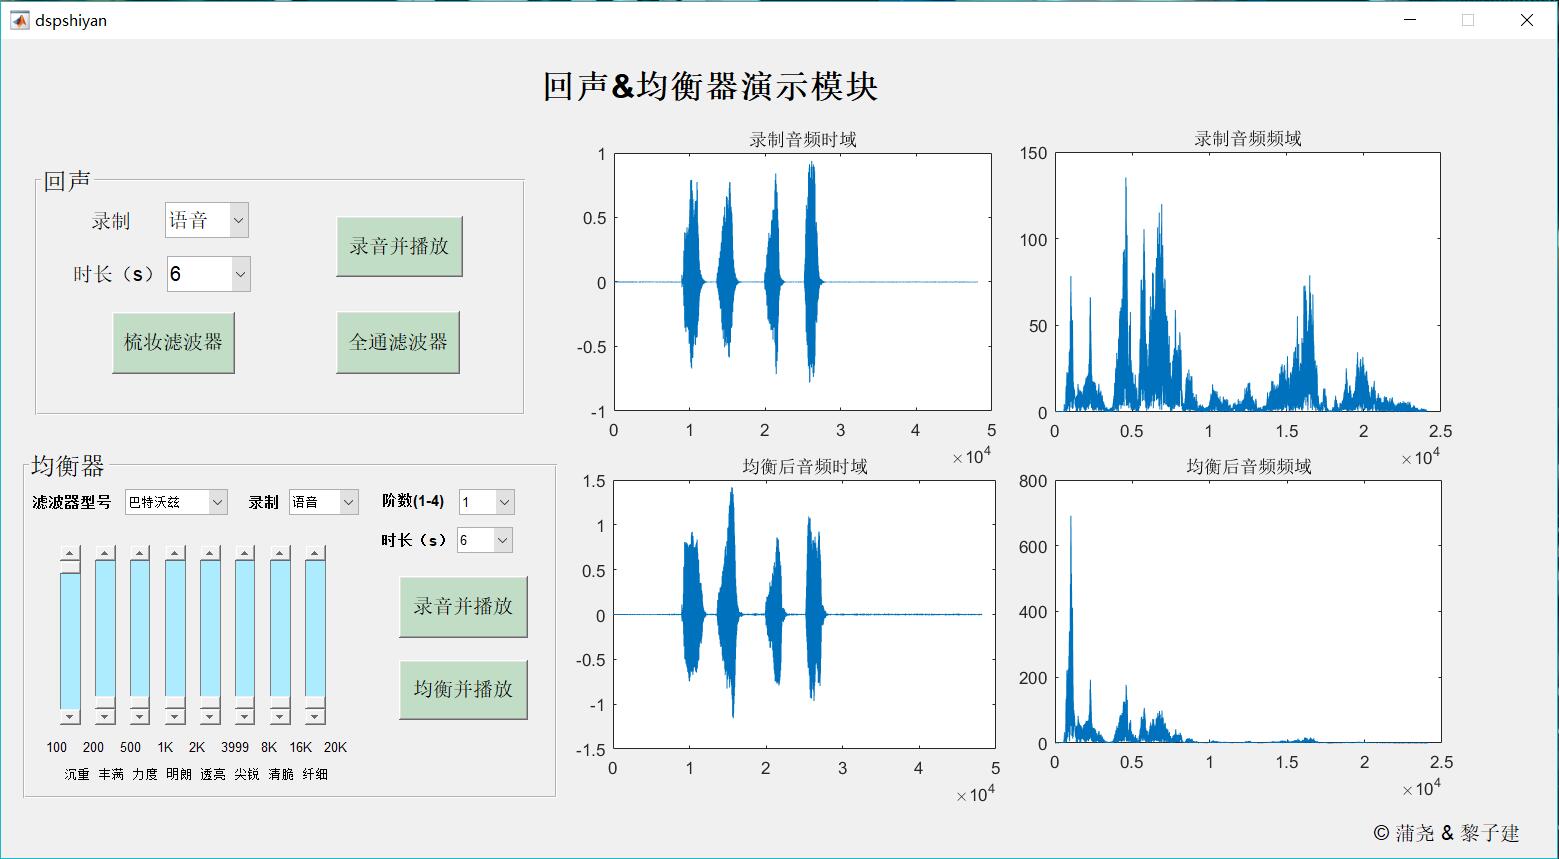 dspshiyan
回声&均衡器演示模块
回声
录制 语音
时长（s） 6
录音并播放
梳妆滤波器 全通滤波器
均衡器
滤波器型号 巴特沃兹 录制 语音 阶数(1-4) 1
时长（s） 6
录音并播放
均衡并播放
100 200 500 1K 2K 3999 8K 16K 20K
沉重 丰满 力度 明朗 透亮 尖锐 清脆 纤细
录制音频时域
1
0.5
0
-0.5
-1
0 1 2 3 4 5
×10^4
录制音频频域
150
100
50
0
0 0.5 1 1.5 2 2.5
×10^4
均衡后音频时域
1.5
1
0.5
0
-0.5
-1
-1.5
0 1 2 3 4 5
×10^4
均衡后音频频域
800
600
400
200
0
0 0.5 1 1.5 2 2.5
×10^4
© 蒲尧 & 黎子建